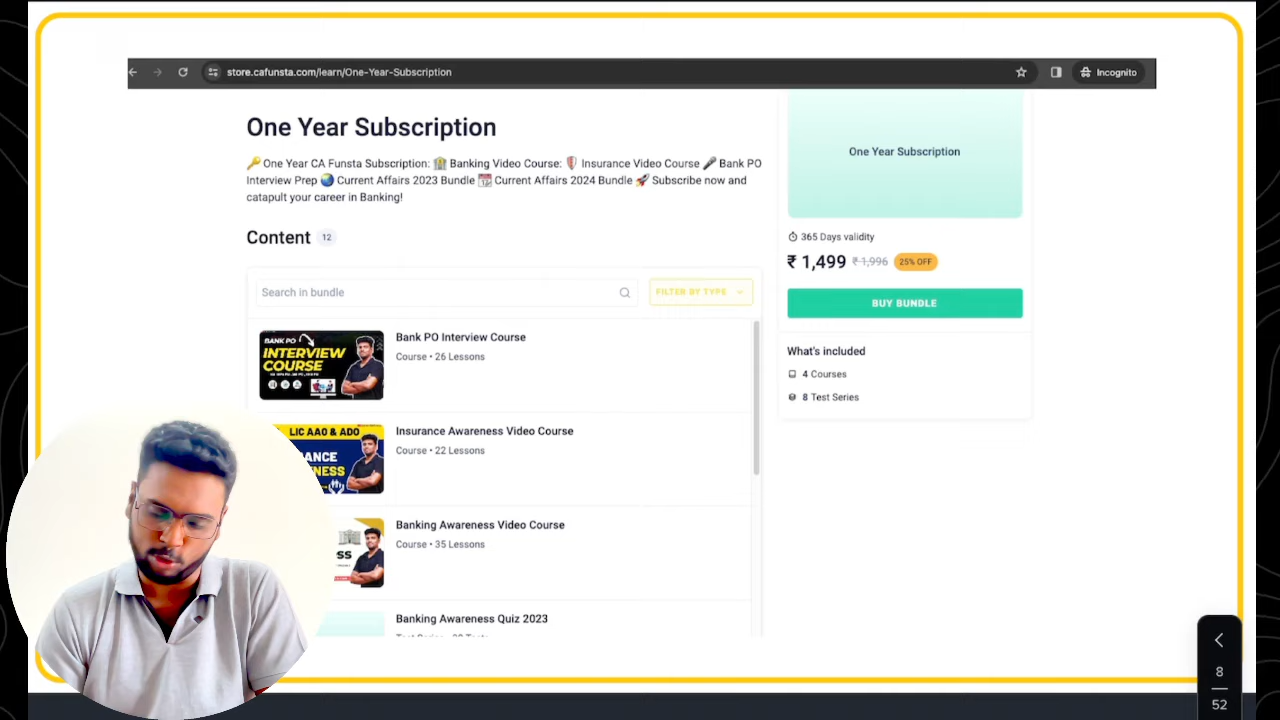 store.cafunsta.com/learn/One-Year-Subscription
Incognito
One Year Subscription
🔑 One Year CA Funsta Subscription: 🏦 Banking Video Course: 🛡️ Insurance Video Course 🎤 Bank PO
Interview Prep 🌏 Current Affairs 2023 Bundle 📆 Current Affairs 2024 Bundle 🚀 Subscribe now and
catapult your career in Banking!
Content 12
Search in bundle
FILTER BY TYPE
BANK PO
INTERVIEW
COURSE
Bank PO Interview Course
Course • 26 Lessons
LIC AAO & ADO
Insurance Awareness Video Course
Course • 22 Lessons
Banking Awareness Video Course
Course • 35 Lessons
Banking Awareness Quiz 2023
One Year Subscription
365 Days validity
₹ 1,499 ₹ 1,996 25% OFF
BUY BUNDLE
What's included
4 Courses
8 Test Series
8
52